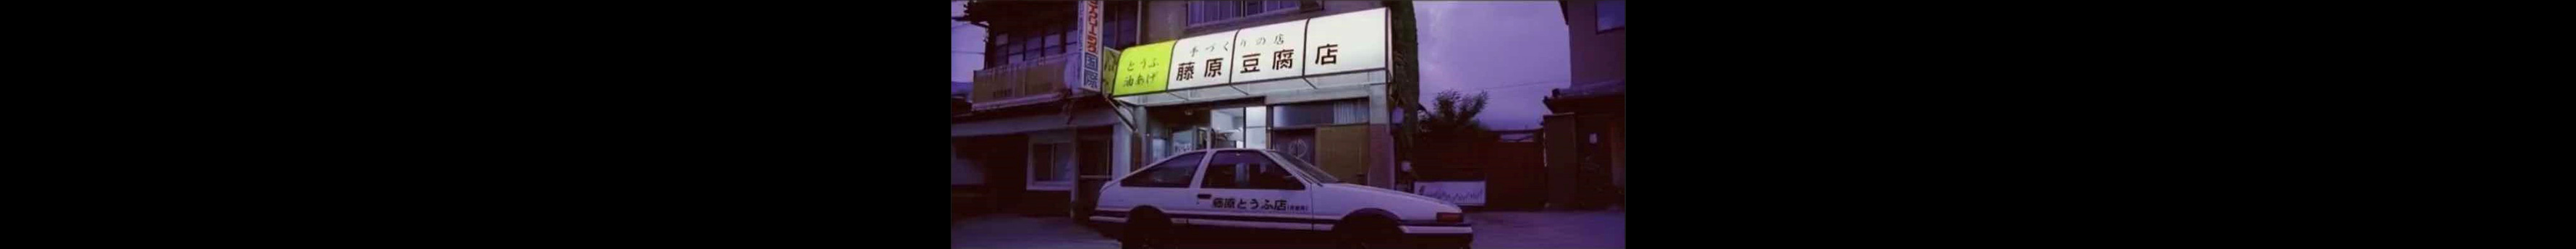 手づくりの店
とうふ
油あげ
藤原豆腐店
国際
藤原とうふ店